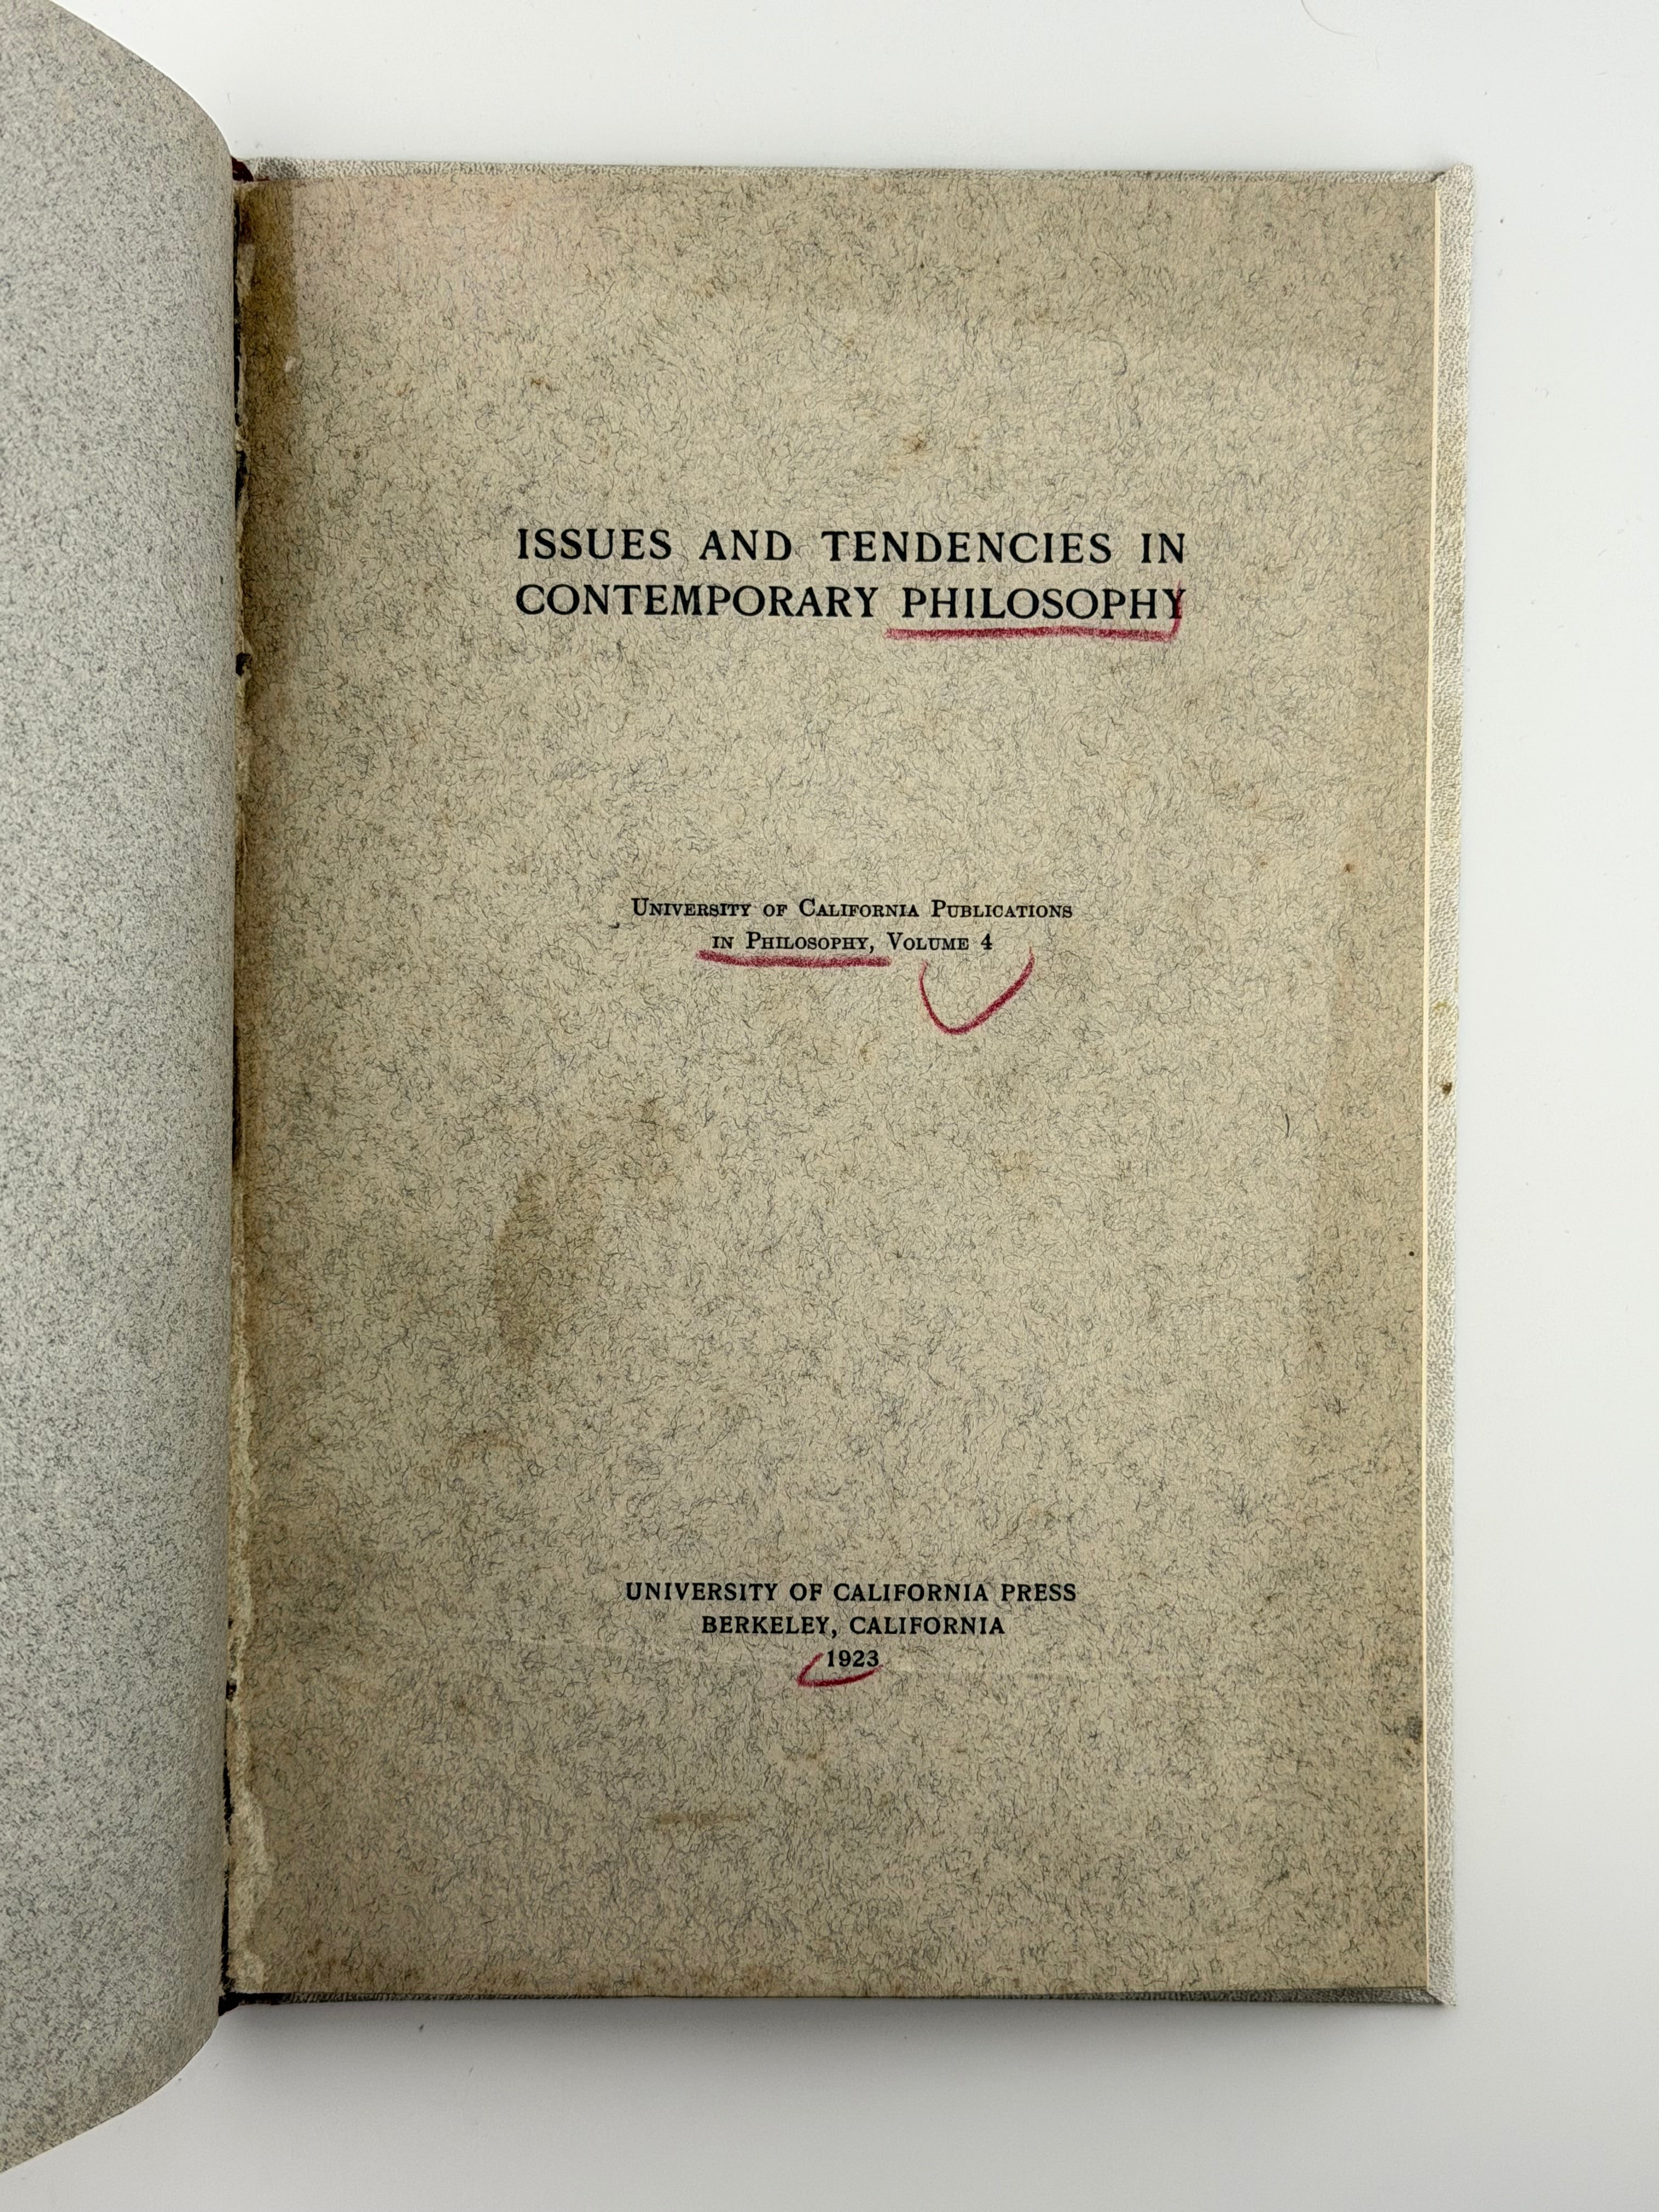 ISSUES AND TENDENCIES IN
CONTEMPORARY PHILOSOPHY
University of California Publications
in Philosophy, Volume 4
UNIVERSITY OF CALIFORNIA PRESS
BERKELEY, CALIFORNIA
1923